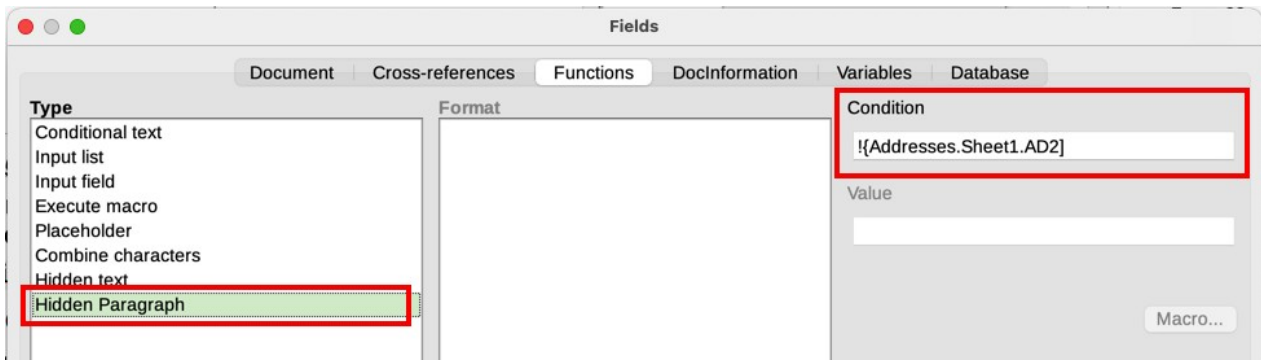 Fields
Document Cross-references Functions DocInformation Variables Database
Type
Conditional text
Input list
Input field
Execute macro
Placeholder
Combine characters
Hidden text
Hidden Paragraph
Format
Condition
!{Addresses.Sheet1.AD2]
Value
Macro...